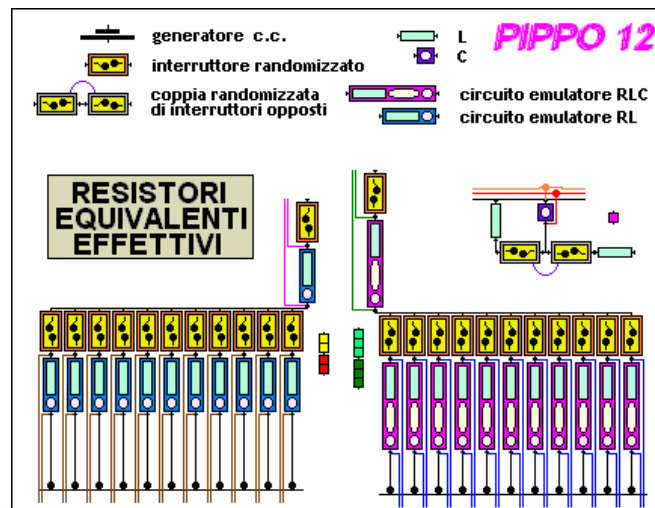 generatore c.c.
L
PIPPO 12
interruttore randomizzato
C
coppia randomizzata
di interruttori opposti
circuito emulatore RLC
circuito emulatore RL
RESISTORI
EQUIVALENTI
EFFETTIVI